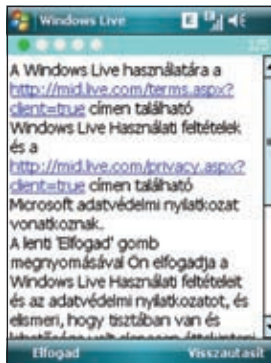 Windows Live
1/5
A Windows Live használatára a
http://mid.live.com/terms.aspx?
client=true címen található
Windows Live Használati feltételek
és a
http://mid.live.com/privacy.aspx?
client=true címen található
Microsoft adatvédelmi nyilatkozat
vonatkoznak.
A lenti 'Elfogad' gomb
megnyomásával Ön elfogadja a
Windows Live Használati feltételeit
és az adatvédelmi nyilatkozatot, és
elismeri, hogy tisztában van és
Elfogad Visszautasít